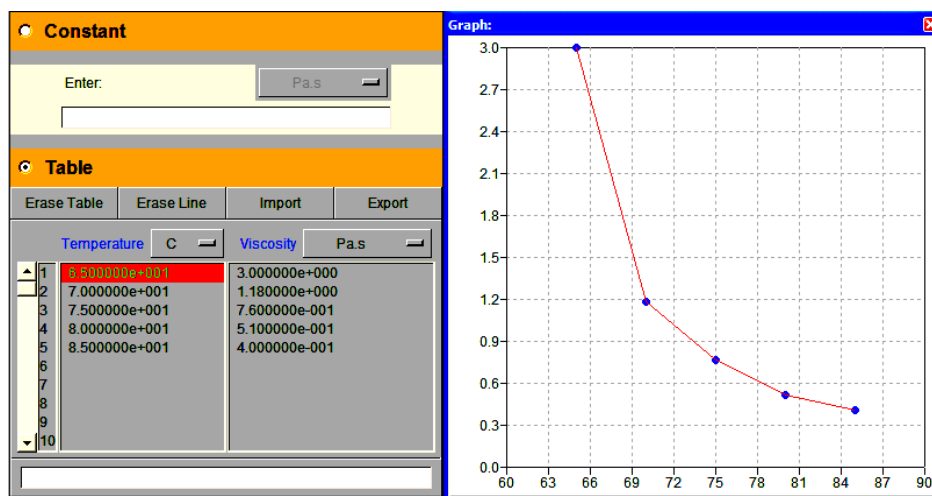 Constant
Enter: Pa.s
Table
Erase Table Erase Line Import Export
Temperature C Viscosity Pa.s
1 6.500000e+001 3.000000e+000
2 7.000000e+001 1.180000e+000
3 7.500000e+001 7.600000e-001
4 8.000000e+001 5.100000e-001
5 8.500000e+001 4.000000e-001
6
7
8
9
10
Graph:
3.0
2.7
2.4
2.1
1.8
1.5
1.2
0.9
0.6
0.3
0.0
60 63 66 69 72 75 78 81 84 87 90